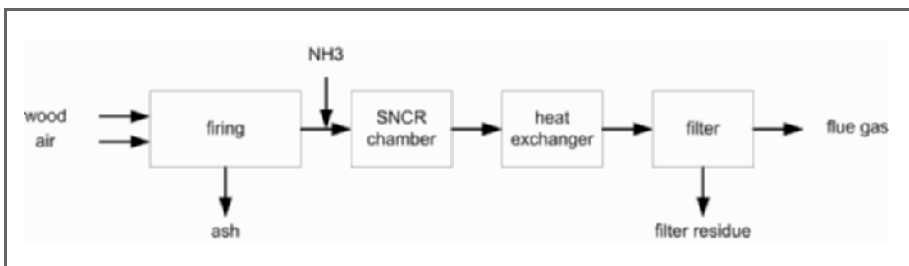 NH3
wood
air
firing
SNCR
chamber
heat
exchanger
filter
flue gas
ash
filter residue